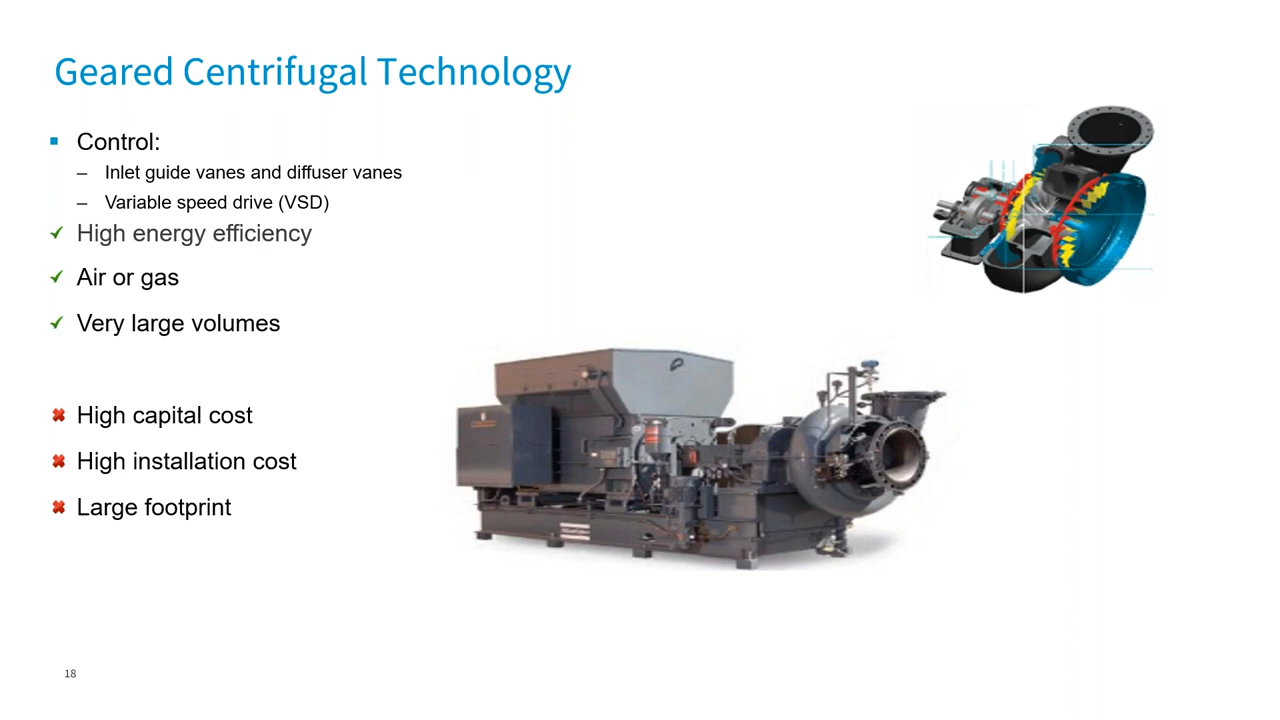 Geared Centrifugal Technology
Control:
– Inlet guide vanes and diffuser vanes
– Variable speed drive (VSD)
High energy efficiency
Air or gas
Very large volumes
High capital cost
High installation cost
Large footprint
18